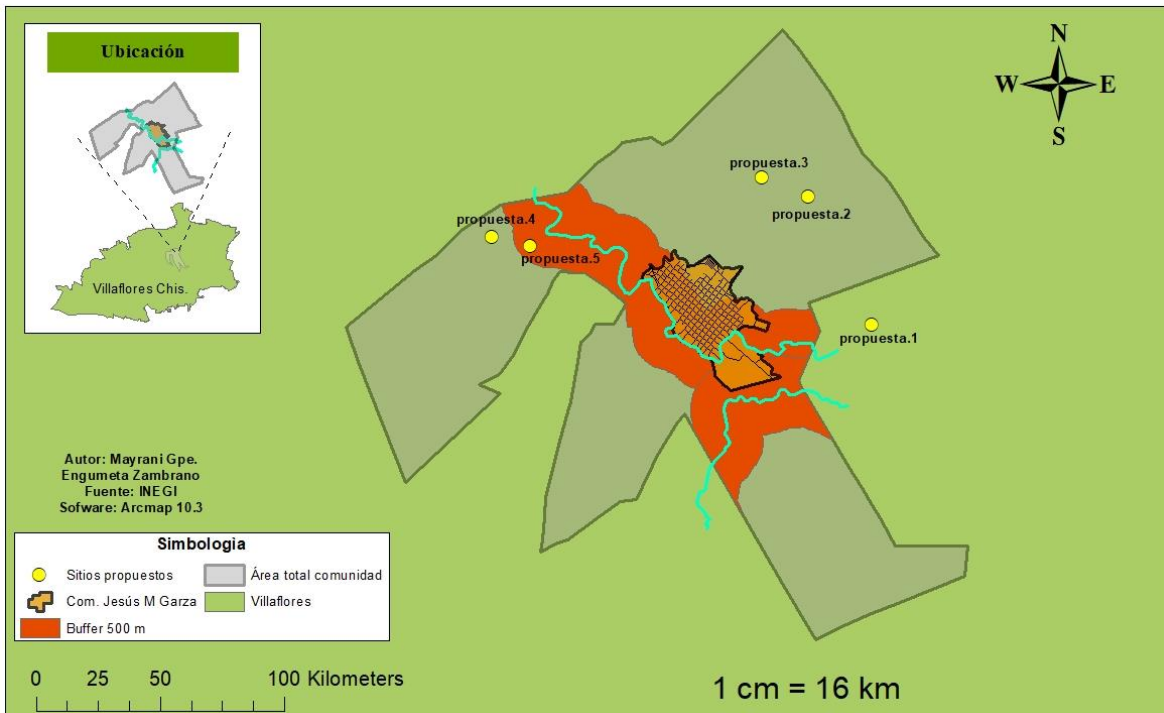 Ubicación
Villaflores Chis.
N
W
E
S
propuesta.3
propuesta.2
propuesta.4
propuesta.5
propuesta.1
Autor: Mayrani Gpe.
Engumeta Zambrano
Fuente: INEGI
Sofware: Arcmap 10.3
Simbologia
Sitios propuestos
Área total comunidad
Com. Jesús M Garza
Villaflores
Buffer 500 m
0 25 50 100 Kilometers
1 cm = 16 km